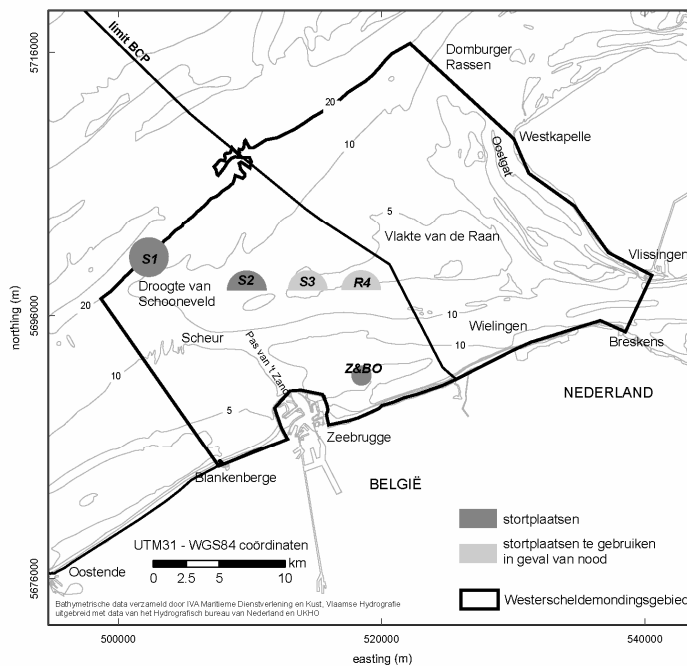 5716000
5696000
5676000
northing (m)
limit BCP
Domburger
Rassen
20
10
Westkapelle
Oostgat
5
Vlakte van de Raan
Vlissingen
S1
S2
S3
R4
Droogte van
Schooneveld
20
10
Wielingen
10
Breskens
Scheur
Pas van 't Zand
Z&BO
10
5
NEDERLAND
Zeebrugge
Blankenberge
BELGIË
stortplaatsen
stortplaatsen te gebruiken
in geval van nood
Westerscheldemondingsgebied
UTM31 - WGS84 coördinaten
km
0 2.5 5 10
Oostende
Bathymetrische data verzameld door IVA Maritieme Dienstverlening en Kust, Vlaamse Hydrografie
uitgebreid met data van het Hydrografisch bureau van Nederland en UKHO
500000 520000 540000
easting (m)